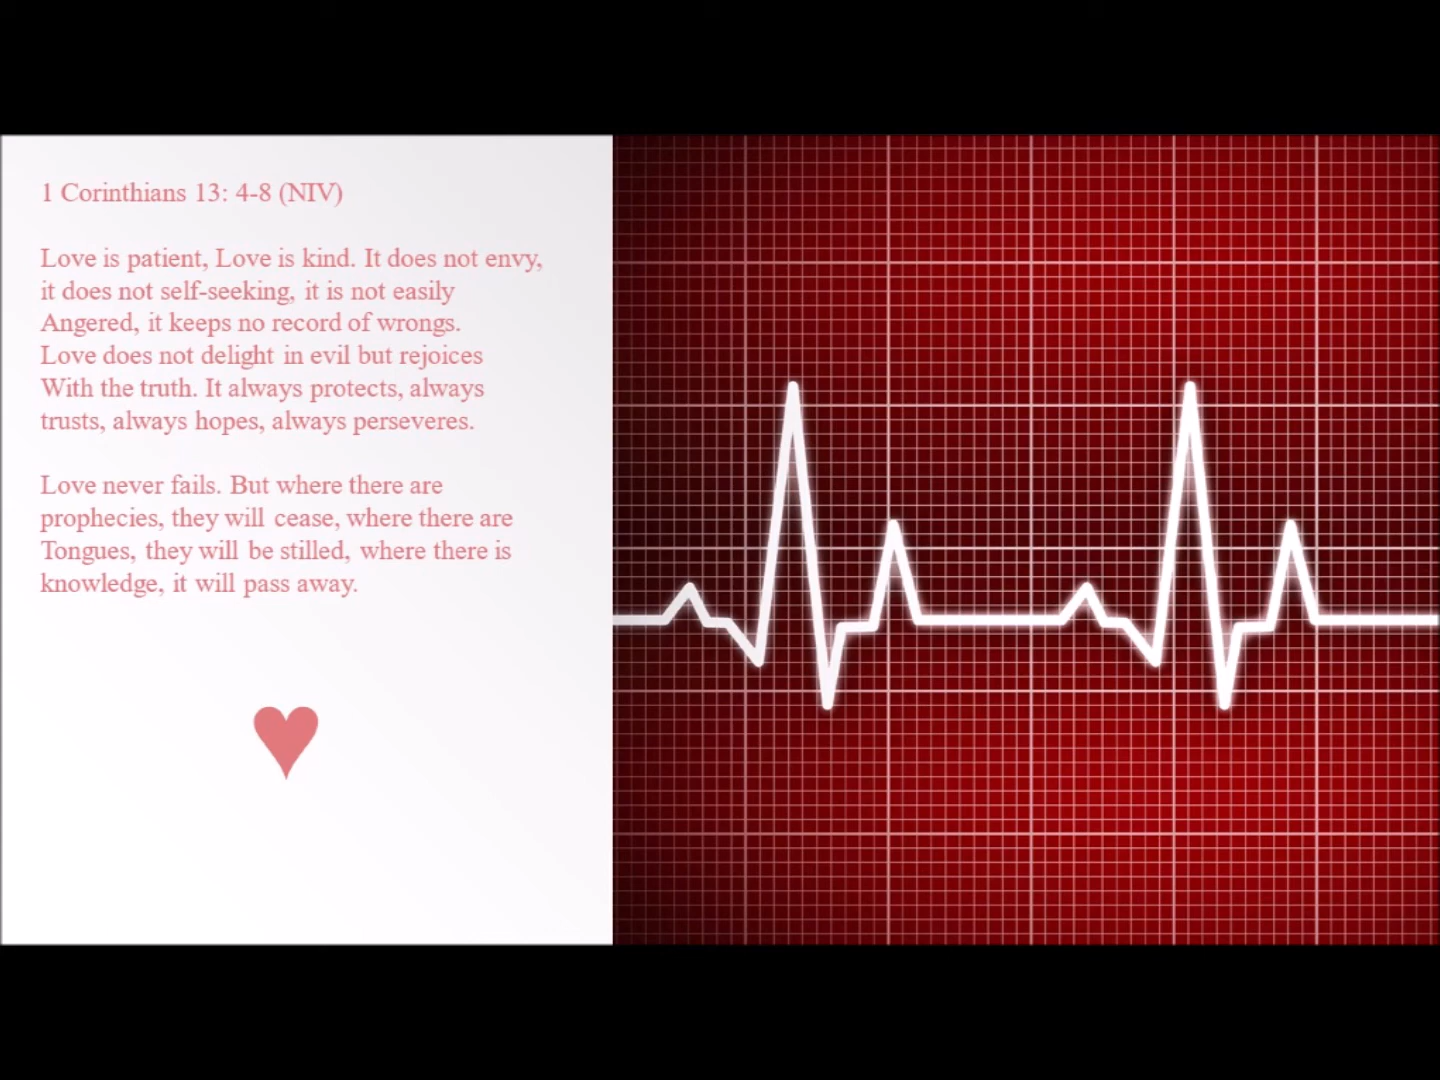 1 Corinthians 13: 4-8 (NIV)
Love is patient, Love is kind. It does not envy,
it does not self-seeking, it is not easily
Angered, it keeps no record of wrongs.
Love does not delight in evil but rejoices
With the truth. It always protects, always
trusts, always hopes, always perseveres.
Love never fails. But where there are
prophecies, they will cease, where there are
Tongues, they will be stilled, where there is
knowledge, it will pass away.